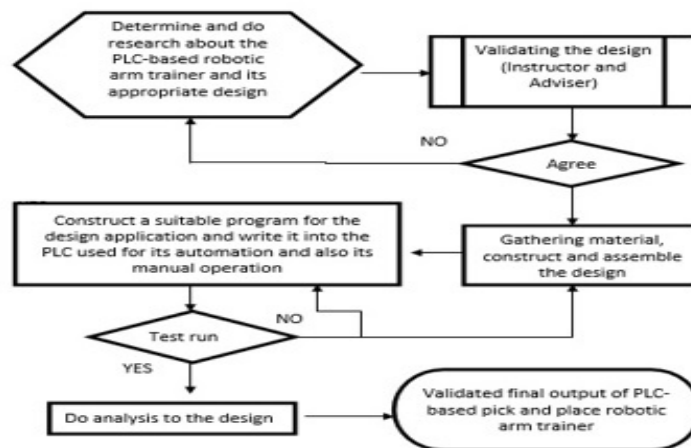 Determine and do
research about the
PLC-based robotic
arm trainer and its
appropriate design
Validating the design
(Instructor and
Adviser)
NO
Agree
Construct a suitable program for the
design application and write it into the
PLC used for its automation and also its
manual operation
Gathering material,
construct and assemble
the design
NO
Test run
YES
Do analysis to the design
Validated final output of PLC-
based pick and place robotic
arm trainer